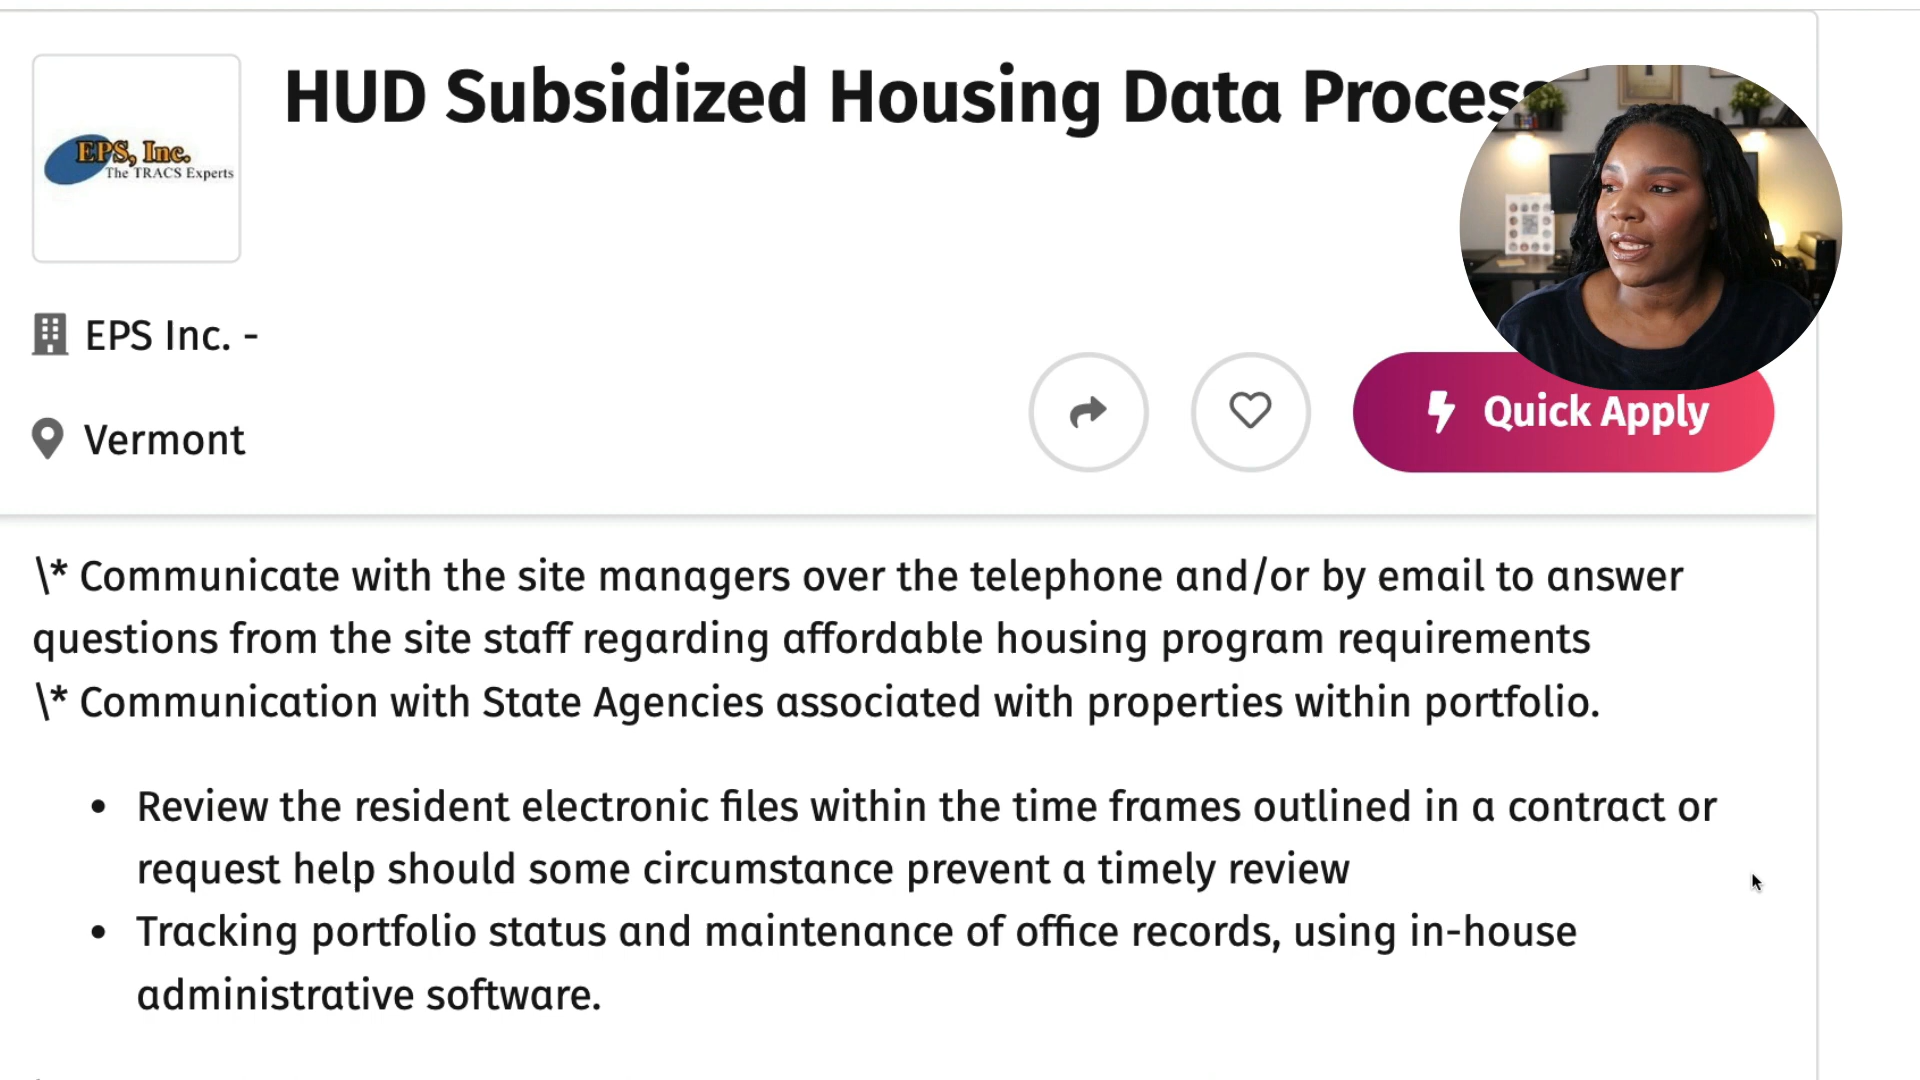 EPS, Inc.
The TRACS Experts
HUD Subsidized Housing Data
EPS Inc. -
Vermont
Quick Apply
\* Communicate with the site managers over the telephone and/or by email to answer
questions from the site staff regarding affordable housing program requirements
\* Communication with State Agencies associated with properties within portfolio.
• Review the resident electronic files within the time frames outlined in a contract or
request help should some circumstance prevent a timely review
• Tracking portfolio status and maintenance of office records, using in-house
administrative software.